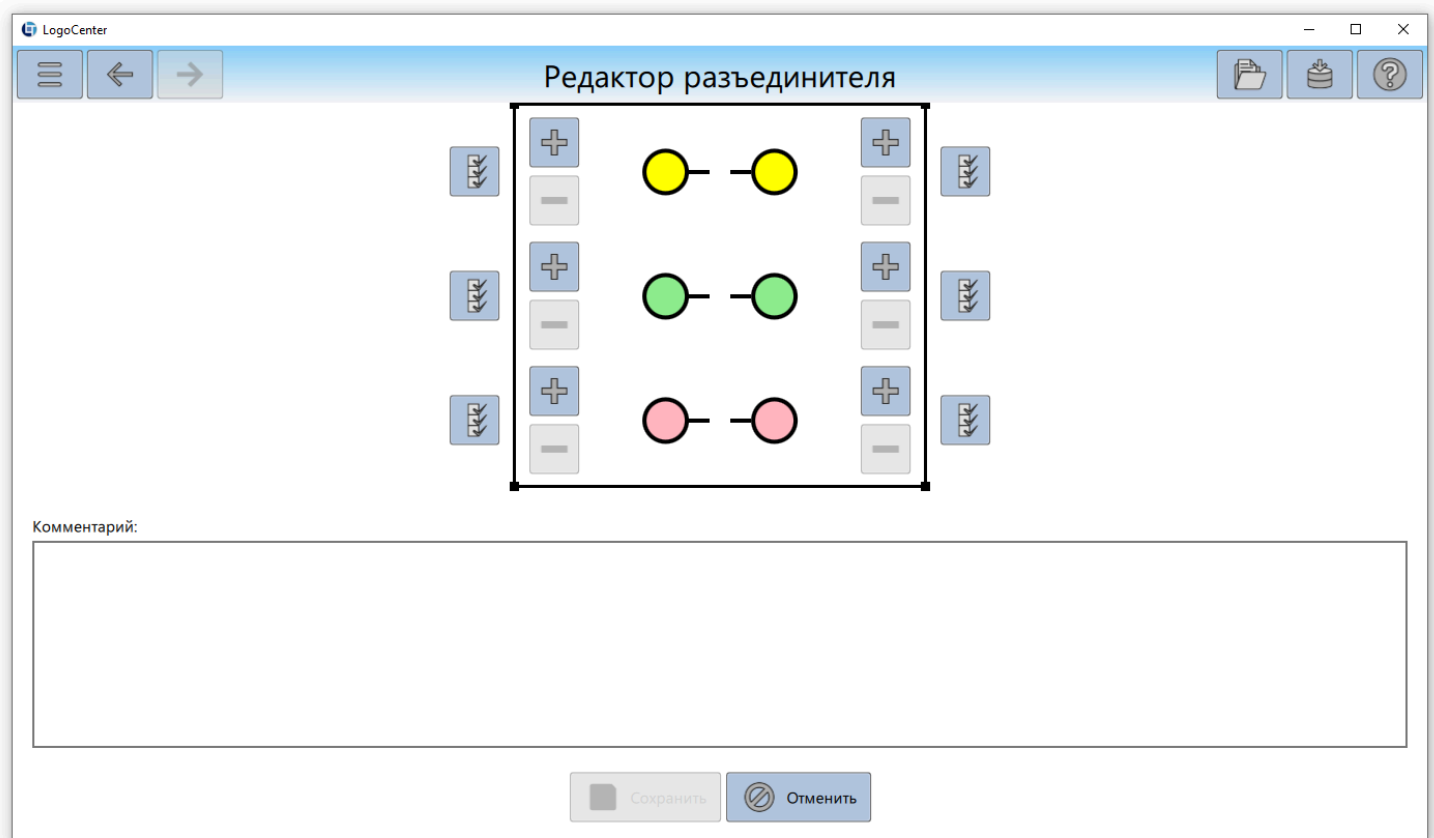 LogoCenter
Редактор разъединителя
Комментарий:
Сохранить
Отменить